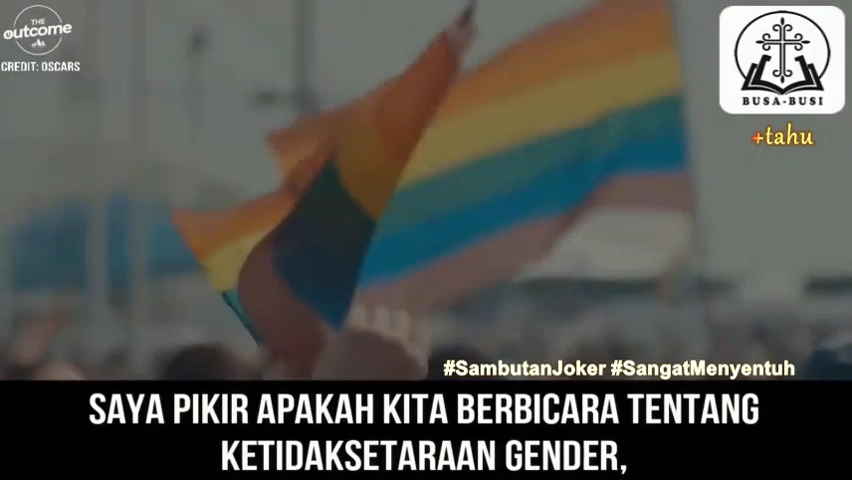 THE
outcome
CREDIT: OSCARS
BUSA-BUSI
+tahu
#SambutanJoker #SangatMenyentuh
SAYA PIKIR APAKAH KITA BERBICARA TENTANG
KETIDAKSETARAAN GENDER,